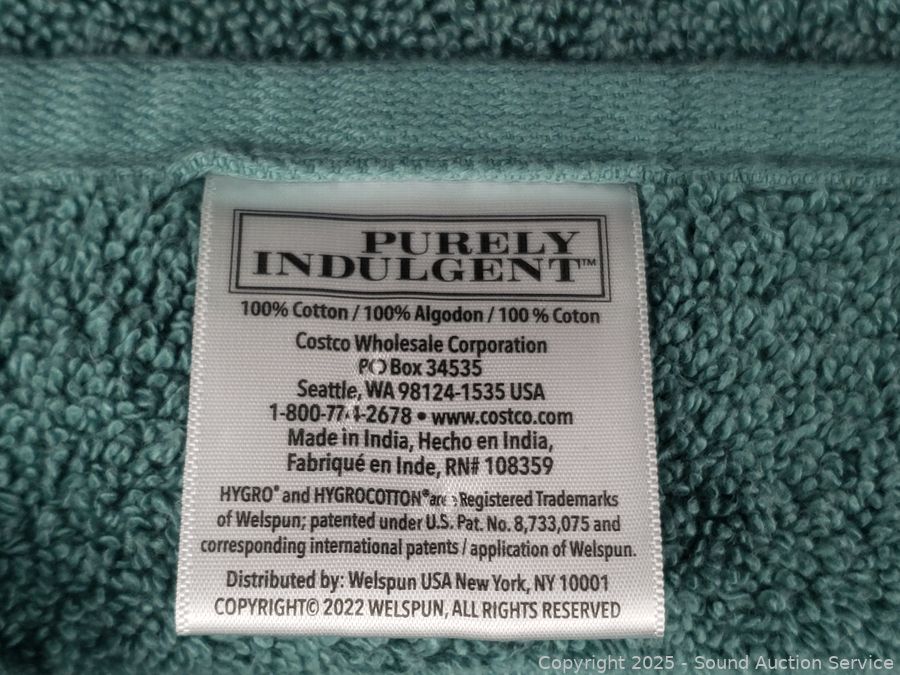 PURELY
INDULGENT™
100% Cotton / 100% Algodon / 100 % Coton
Costco Wholesale Corporation
PO Box 34535
Seattle, WA 98124-1535 USA
1-800-774-2678 • www.costco.com
Made in India, Hecho en India,
Fabriqué en Inde, RN# 108359
HYGRO® and HYGROCOTTON® are Registered Trademarks
of Welspun; patented under U.S. Pat. No. 8,733,075 and
corresponding international patents / application of Welspun.
Distributed by: Welspun USA New York, NY 10001
COPYRIGHT© 2022 WELSPUN, ALL RIGHTS RESERVED
Copyright 2025 - Sound Auction Service